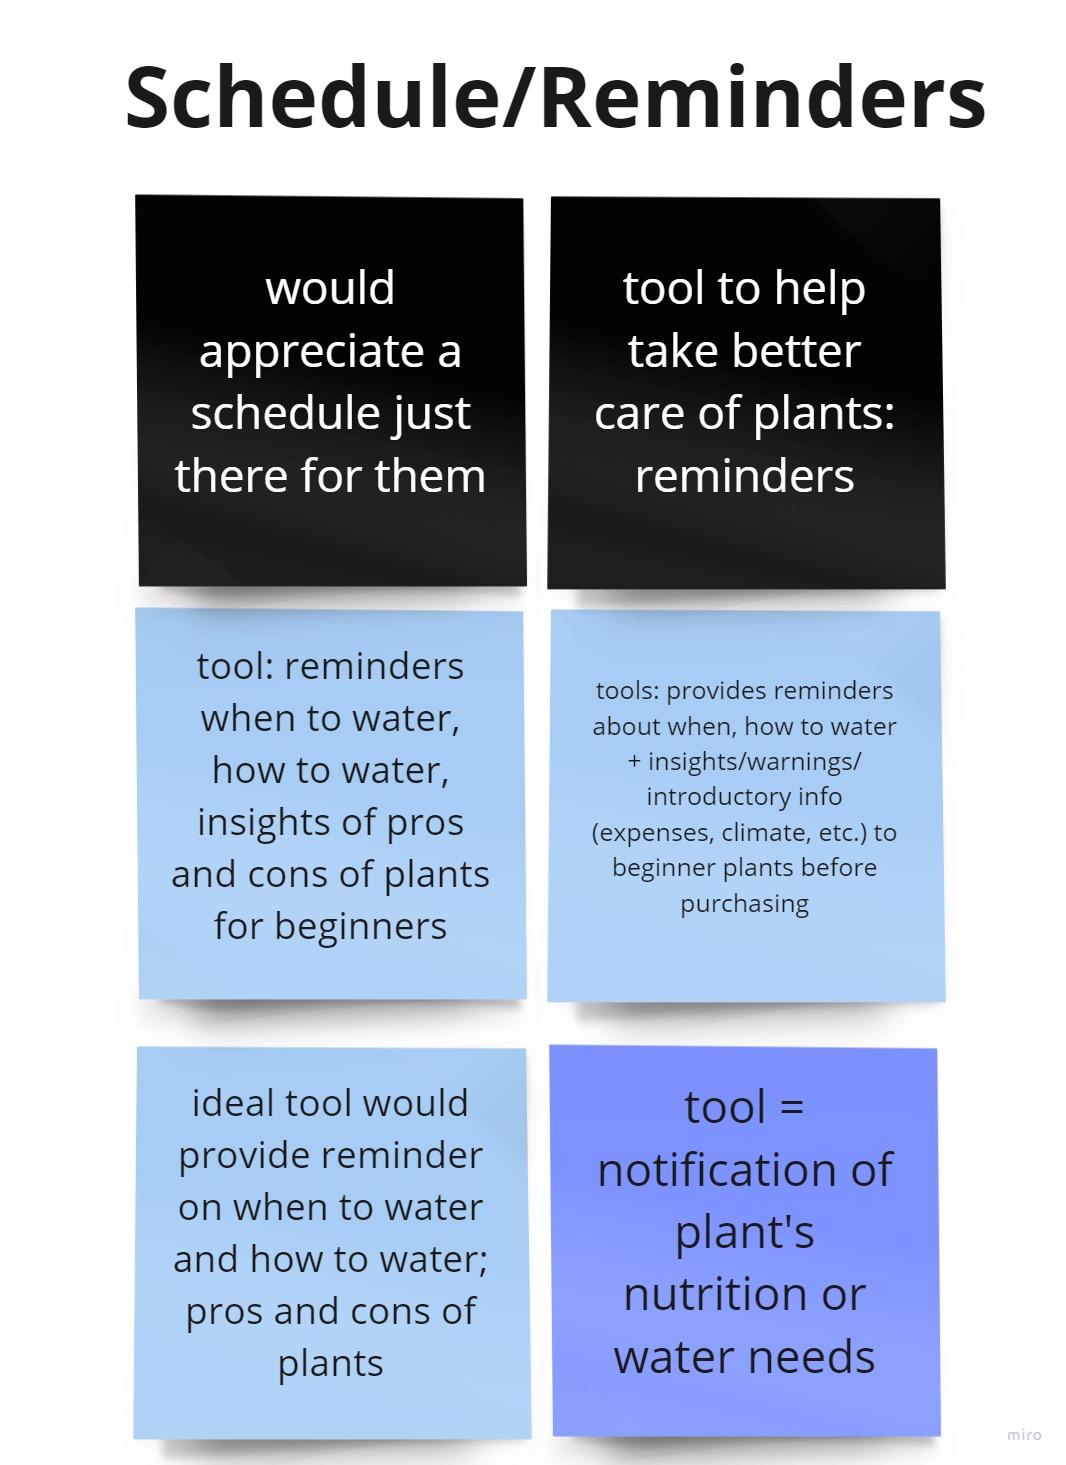 Schedule/Reminders
would
appreciate a
schedule just
there for them
tool to help
take better
care of plants:
reminders
tool: reminders
when to water,
how to water,
insights of pros
and cons of plants
for beginners
tools: provides reminders
about when, how to water
+ insights/warnings/
introductory info
(expenses, climate, etc.) to
beginner plants before
purchasing
ideal tool would
provide reminder
on when to water
and how to water;
pros and cons of
plants
tool =
notification of
plant's
nutrition or
water needs
miro